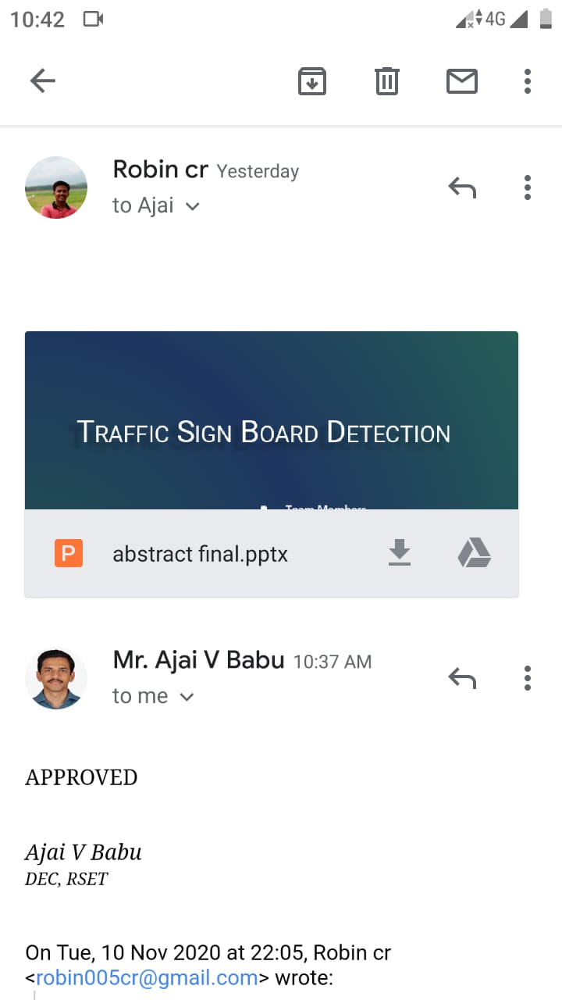 10:42
4G
Robin cr Yesterday
to Ajai
TRAFFIC SIGN BOARD DETECTION
Team Members
P
abstract final.pptx
Mr. Ajai V Babu 10:37 AM
to me
APPROVED
Ajai V Babu
DEC, RSET
On Tue, 10 Nov 2020 at 22:05, Robin cr
<robin005cr@gmail.com> wrote: